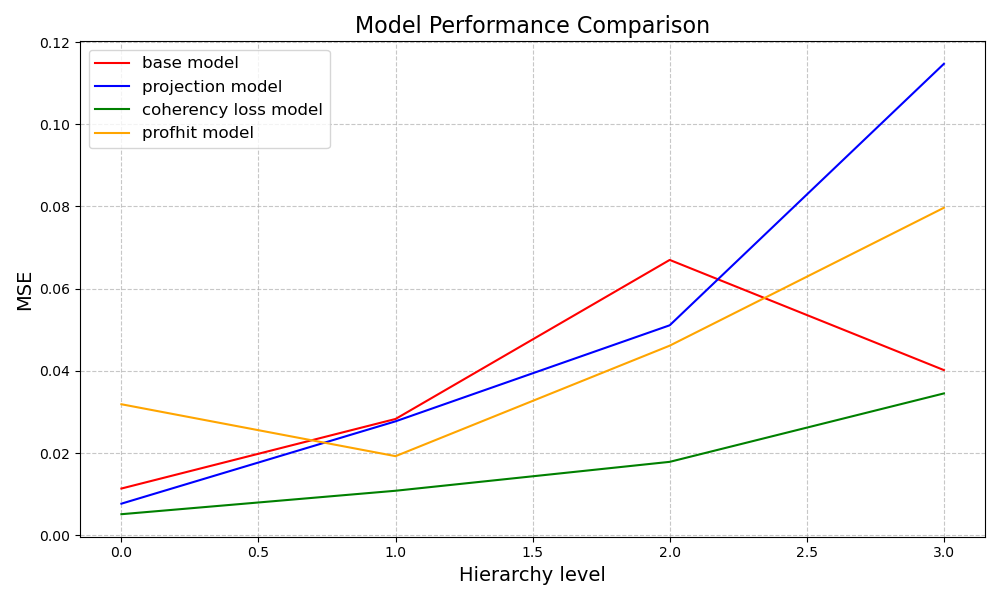 Model Performance Comparison
base model
projection model
coherency loss model
profhit model
MSE
0.12
0.10
0.08
0.06
0.04
0.02
0.00
0.0 0.5 1.0 1.5 2.0 2.5 3.0
Hierarchy level